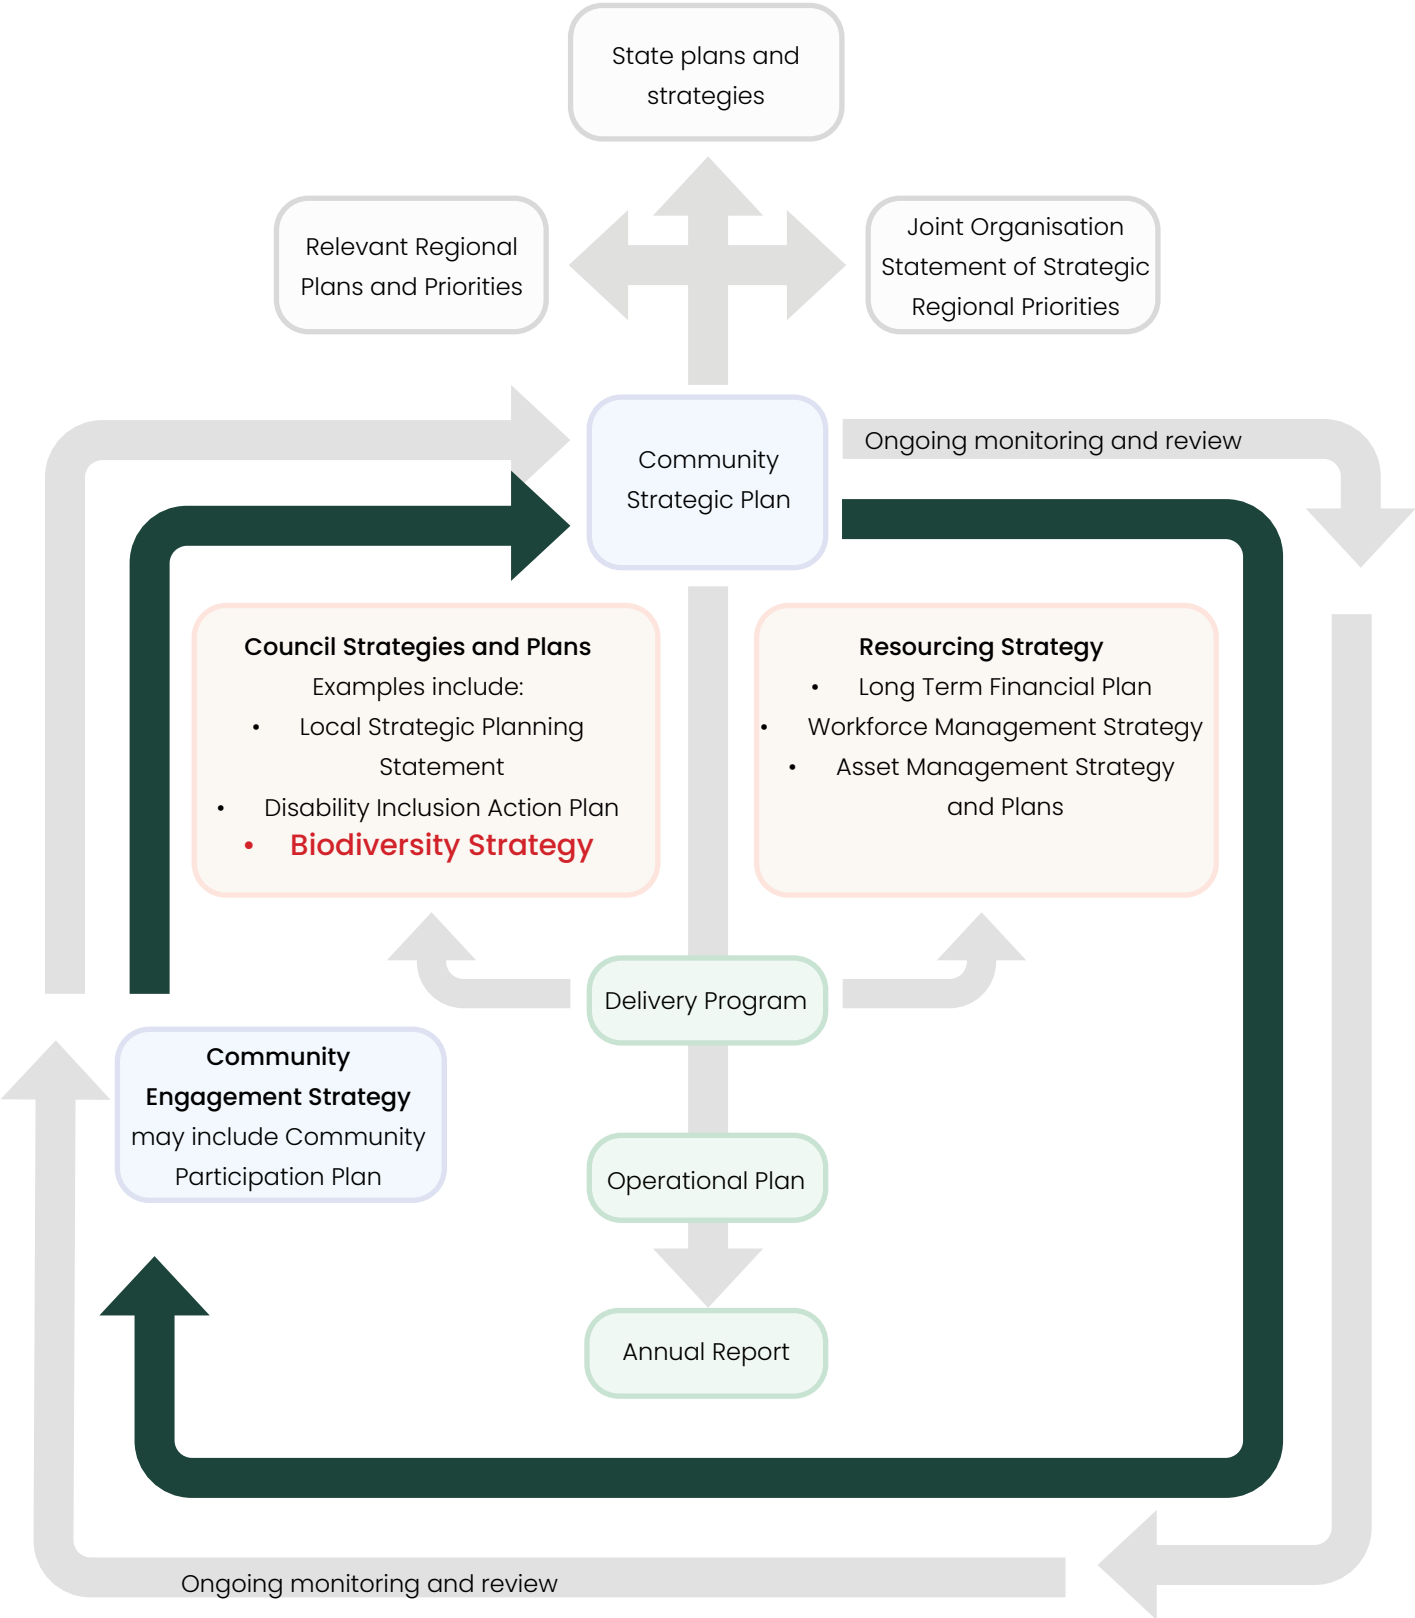 State plans and
strategies
Relevant Regional
Plans and Priorities
Joint Organisation
Statement of Strategic
Regional Priorities
Community
Strategic Plan
Ongoing monitoring and review
Council Strategies and Plans
Examples include:
• Local Strategic Planning
Statement
• Disability Inclusion Action Plan
• Biodiversity Strategy
Resourcing Strategy
• Long Term Financial Plan
• Workforce Management Strategy
• Asset Management Strategy
and Plans
Delivery Program
Community
Engagement Strategy
may include Community
Participation Plan
Operational Plan
Annual Report
Ongoing monitoring and review